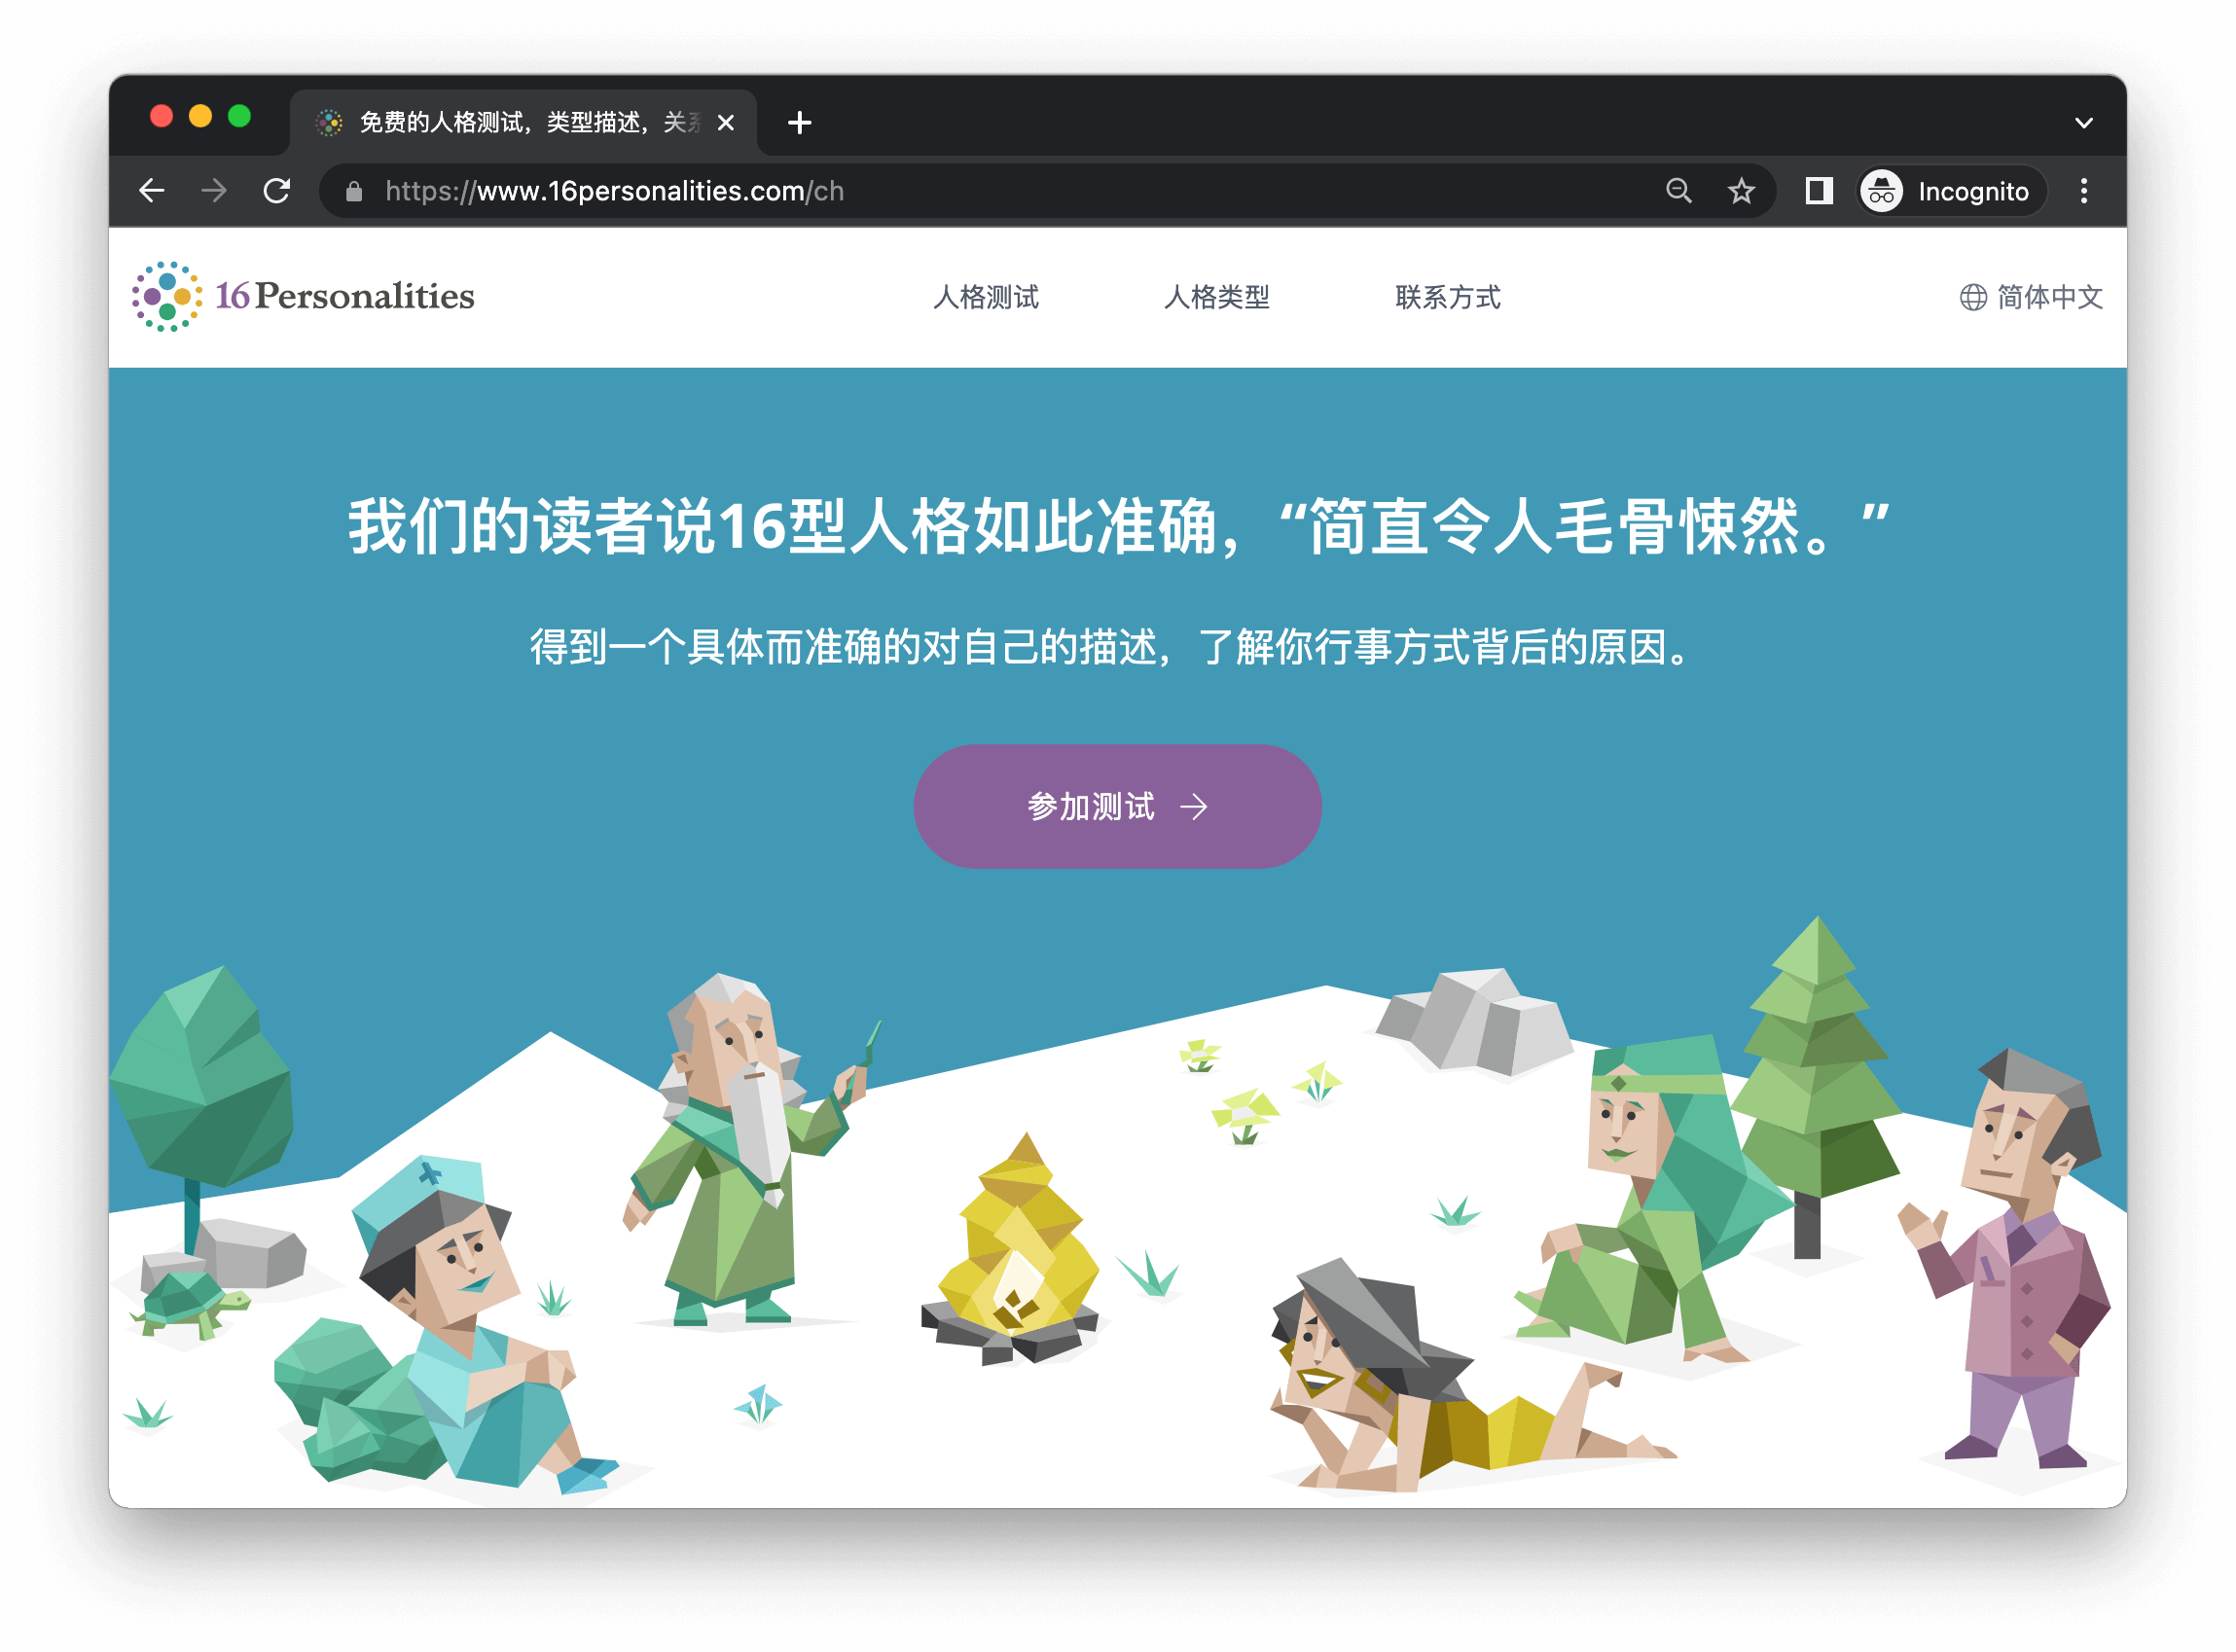 免费的人格测试，类型描述，关系
https://www.16personalities.com/ch
Incognito
16Personalities
人格测试
人格类型
联系方式
简体中文
我们的读者说16型人格如此准确，“简直令人毛骨悚然。”
得到一个具体而准确的对自己的描述，了解你行事方式背后的原因。
参加测试